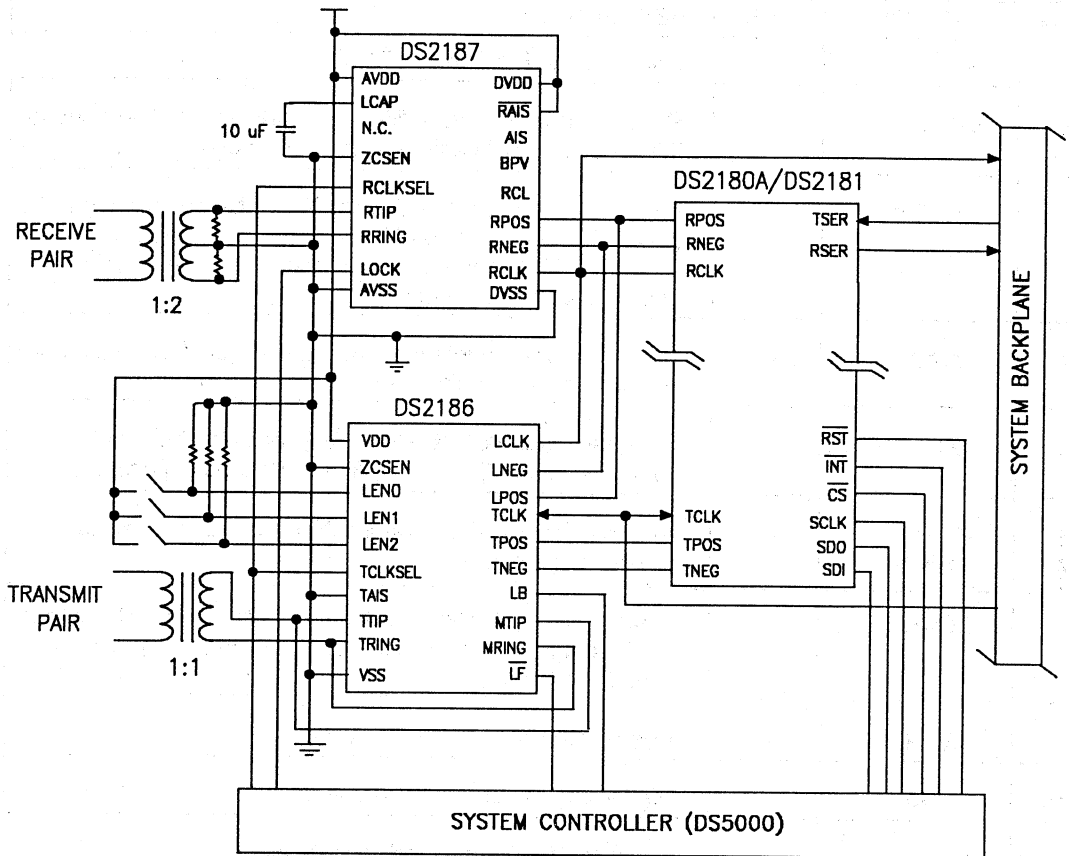 DS2187
AVDD
LCAP
N.C.
ZCSEN
RCLKSEL
RTIP
RRING
LOCK
AVSS
DVDD
RAIS
AIS
BPV
RCL
RPOS
RNEG
RCLK
DVSS
10 uF
RECEIVE
PAIR
1:2
DS2180A/DS2181
RPOS
RNEG
RCLK
TCLK
TPOS
TNEG
TSER
RSER
RST
INT
CS
SCLK
SDO
SDI
SYSTEM BACKPLANE
DS2186
VDD
ZCSEN
LEN0
LEN1
LEN2
TCLKSEL
TAIS
TTIP
TRING
VSS
LCLK
LNEG
LPOS
TCLK
TPOS
TNEG
LB
MTIP
MRING
LF
TRANSMIT
PAIR
1:1
SYSTEM CONTROLLER (DS5000)